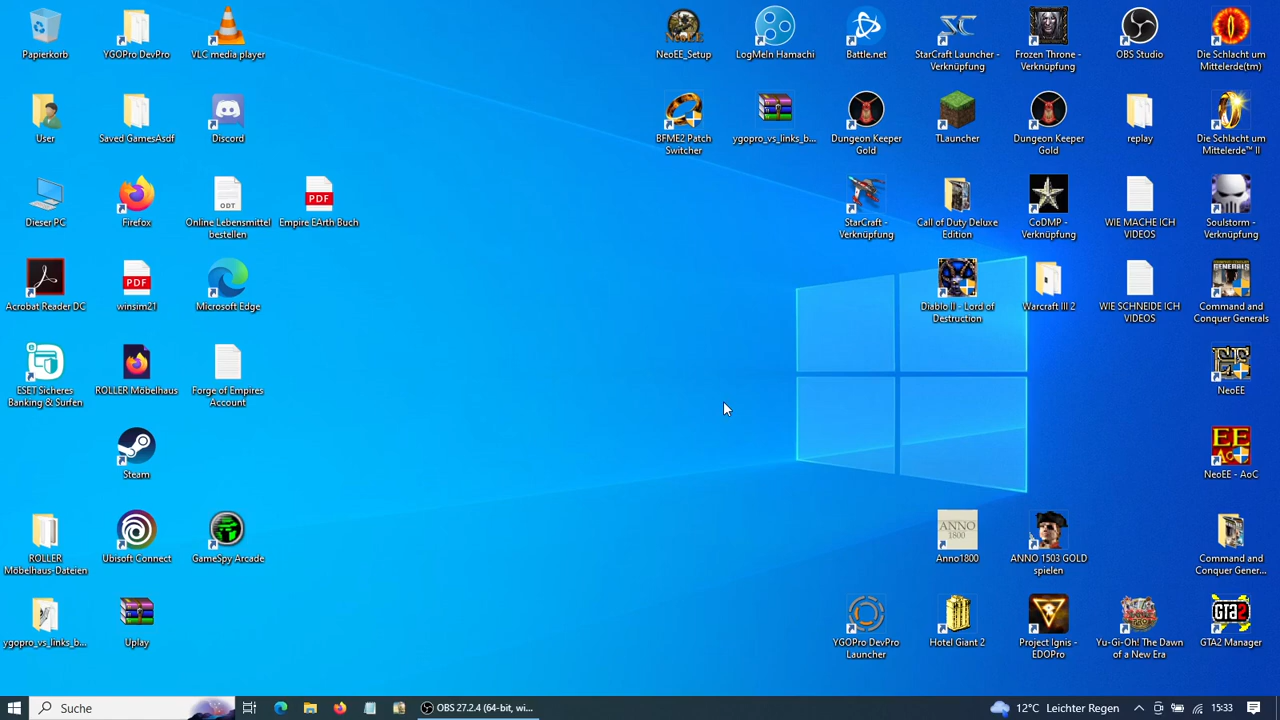 Papierkorb
YGOPro DevPro
VLC media player
NeoEE_Setup
LogMeIn Hamachi
Battle.net
StarCraft Launcher - Verknüpfung
Frozen Throne - Verknüpfung
OBS Studio
Die Schlacht um Mittelerde(tm)
User
Saved GamesAsdf
Discord
BFME2 Patch Switcher
ygopro_vs_links_b...
Dungeon Keeper Gold
TLauncher
Dungeon Keeper Gold
replay
Die Schlacht um Mittelerde™ II
Dieser PC
Firefox
ODT
Online Lebensmittel bestellen
PDF
Empire EArth Buch
StarCraft - Verknüpfung
Call of Duty Deluxe Edition
CoDMP - Verknüpfung
WIE MACHE ICH VIDEOS
Soulstorm - Verknüpfung
Acrobat Reader DC
PDF
winsim21
Microsoft Edge
Diablo II - Lord of Destruction
Warcraft III 2
WIE SCHNEIDE ICH VIDEOS
GENERALS
Command and Conquer Generals
ESET Sicheres Banking & Surfen
ROLLER Möbelhaus
Forge of Empires Account
NeoEE
Steam
EE
AoC
NeoEE - AoC
ROLLER Möbelhaus-Dateien
Ubisoft Connect
GameSpy Arcade
ANNO
1800
Anno1800
ANNO 1503 GOLD spielen
Command and Conquer Gener...
ygopro_vs_links_b...
Uplay
YGOPro DevPro Launcher
Hotel Giant 2
Project Ignis - EDOPro
Yu-Gi-Oh! The Dawn of a New Era
GTA2
GTA2 Manager
Suche
OBS 27.2.4 (64-bit, wi...
12°C Leichter Regen
15:33